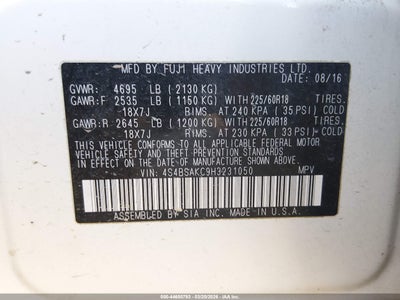 MFD BY FUJI HEAVY INDUSTRIES LTD.
DATE: 08/16
GVWR: 4695 LB (2130 KG)
GAWR:F 2535 LB (1150 KG) WITH 225/60R18 TIRES.
18X7J RIMS. AT 240 KPA (35 PSI) COLD
GAWR:R 2645 LB (1200 KG) WITH 225/60R18 TIRES.
18X7J RIMS. AT 230 KPA (33 PSI) COLD
THIS VEHICLE CONFORMS TO ALL APPLICABLE FEDERAL MOTOR
VEHICLE SAFETY AND THEFT PREVENTION STANDARDS IN
EFFECT ON THE DATE OF MANUFACTURE SHOWN ABOVE.
VIN: 4S4BSAKC9H3231050 MPV
ASSEMBLED BY SIA INC. MADE IN U.S.A.